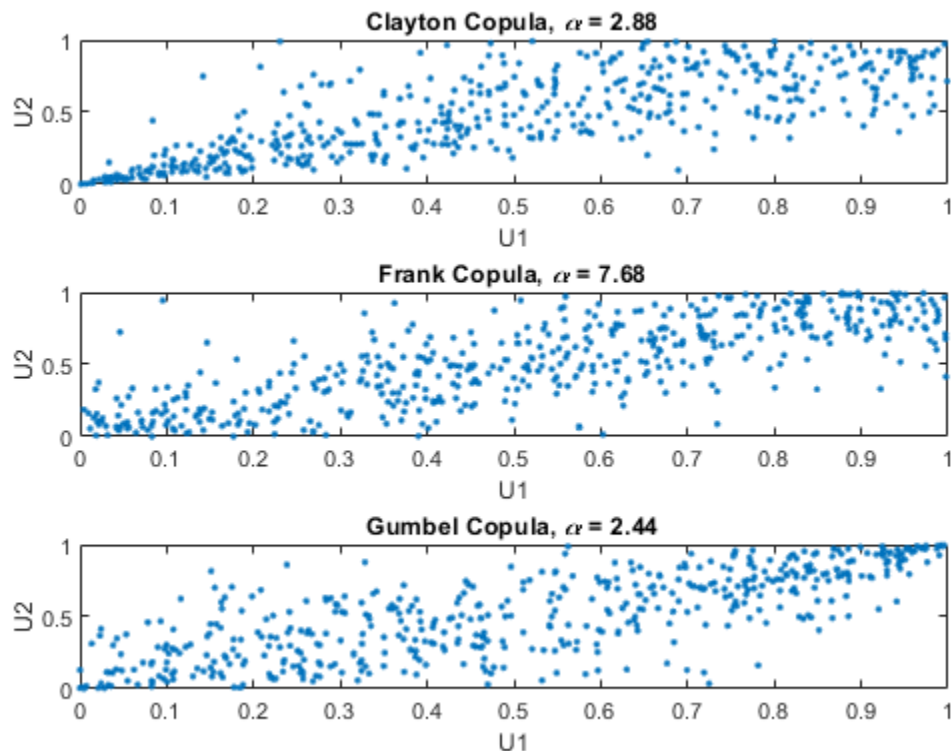 Clayton Copula, α = 2.88
1
0.5
0
U2
0 0.1 0.2 0.3 0.4 0.5 0.6 0.7 0.8 0.9 1
U1
Frank Copula, α = 7.68
1
0.5
0
U2
0 0.1 0.2 0.3 0.4 0.5 0.6 0.7 0.8 0.9 1
U1
Gumbel Copula, α = 2.44
1
0.5
0
U2
0 0.1 0.2 0.3 0.4 0.5 0.6 0.7 0.8 0.9 1
U1